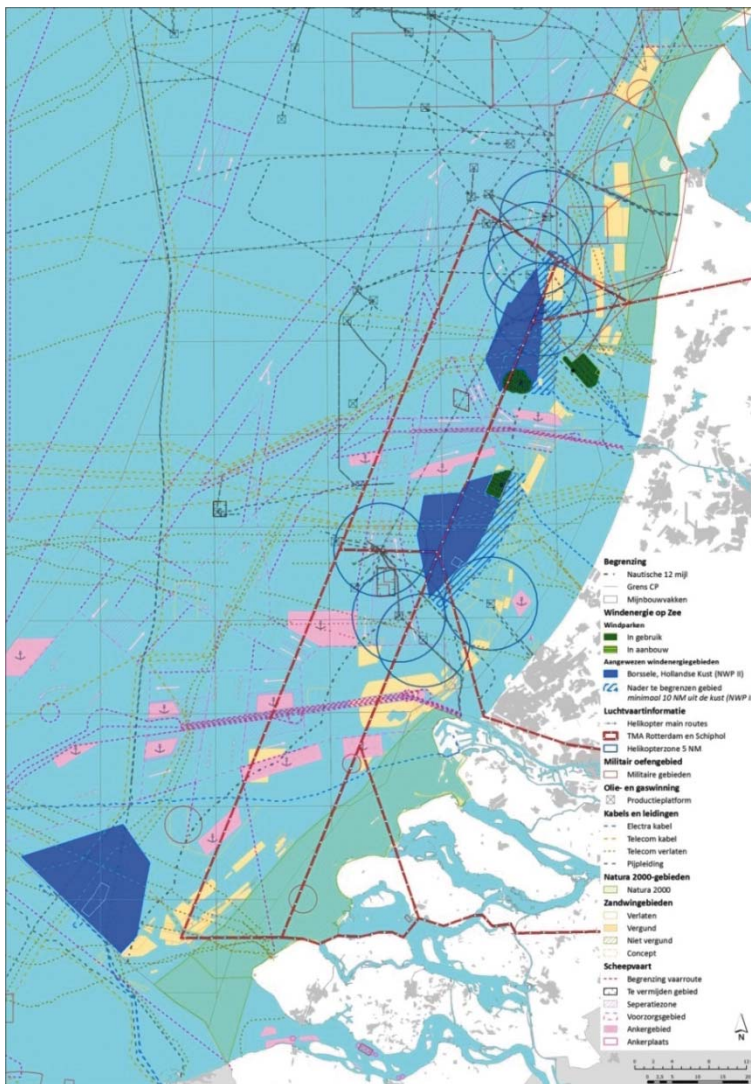 Begrenzing
Nautische 12 mijl
Grens CP
Mijnbouwvakken
Windenergie op Zee
Windparken
In gebruik
In aanbouw
Aangewezen windenergiegebieden
Borssele, Hollandse Kust (NWP II)
Nader te begrenzen gebied
minimaal 10 NM uit de kust (NWP II
Luchtvaartinformatie
Helikopter main routes
TMA Rotterdam en Schiphol
Helikopterzone 5 NM
Militair oefengebied
Militaire gebieden
Olie- en gaswinning
Productieplatform
Kabels en leidingen
Electra kabel
Telecom kabel
Telecom verlaten
Pijpleiding
Natura 2000-gebieden
Natura 2000
Zandwingebieden
Verlaten
Vergund
Niet vergund
Concept
Scheepvaart
Begrenzing vaarroute
Te vermijden gebied
Seperatiezone
Voorzorgsgebied
Ankergebied
Ankerplaats
N